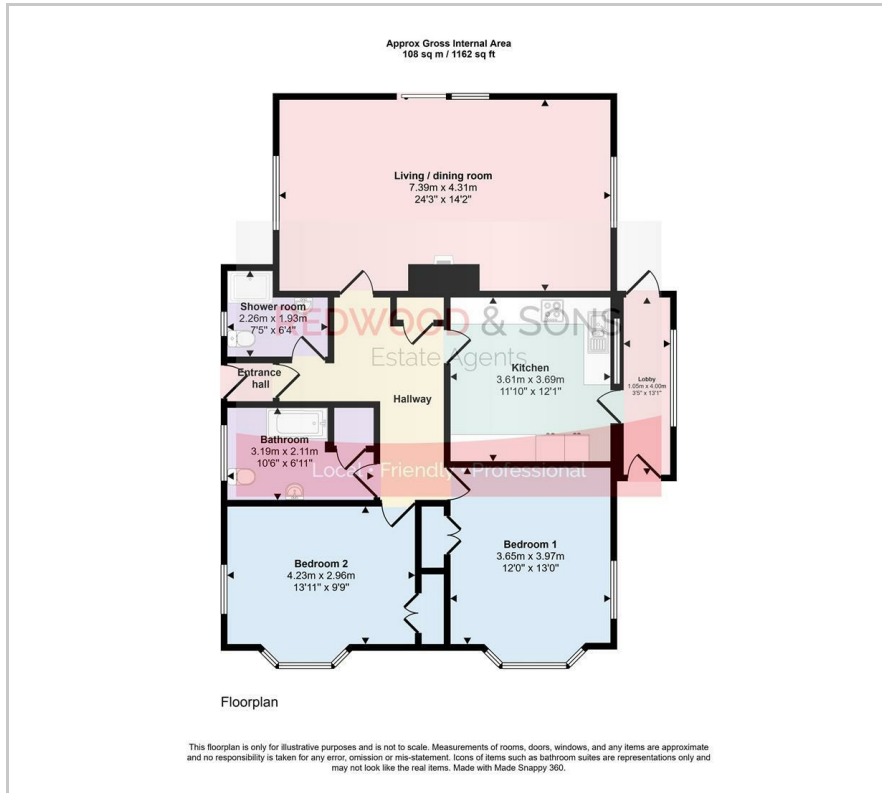 Approx Gross Internal Area
108 sq m / 1162 sq ft
Living / dining room
7.39m x 4.31m
24'3" x 14'2"
Shower room
2.26m x 1.93m
7'5" x 6'4"
REDWOOD & SONS
Estate Agents
Entrance
hall
Hallway
Kitchen
3.61m x 3.69m
11'10" x 12'1"
Lobby
1.05m x 4.00m
3'5" x 13'1"
Bathroom
3.19m x 2.11m
10'6" x 6'11"
Local • Friendly • Professional
Bedroom 2
4.23m x 2.96m
13'11" x 9'9"
Bedroom 1
3.65m x 3.97m
12'0" x 13'0"
Floorplan
This floorplan is only for illustrative purposes and is not to scale. Measurements of rooms, doors, windows, and any items are approximate
and no responsibility is taken for any error, omission or mis-statement. Icons of items such as bathroom suites are representations only and
may not look like the real items. Made with Made Snappy 360.